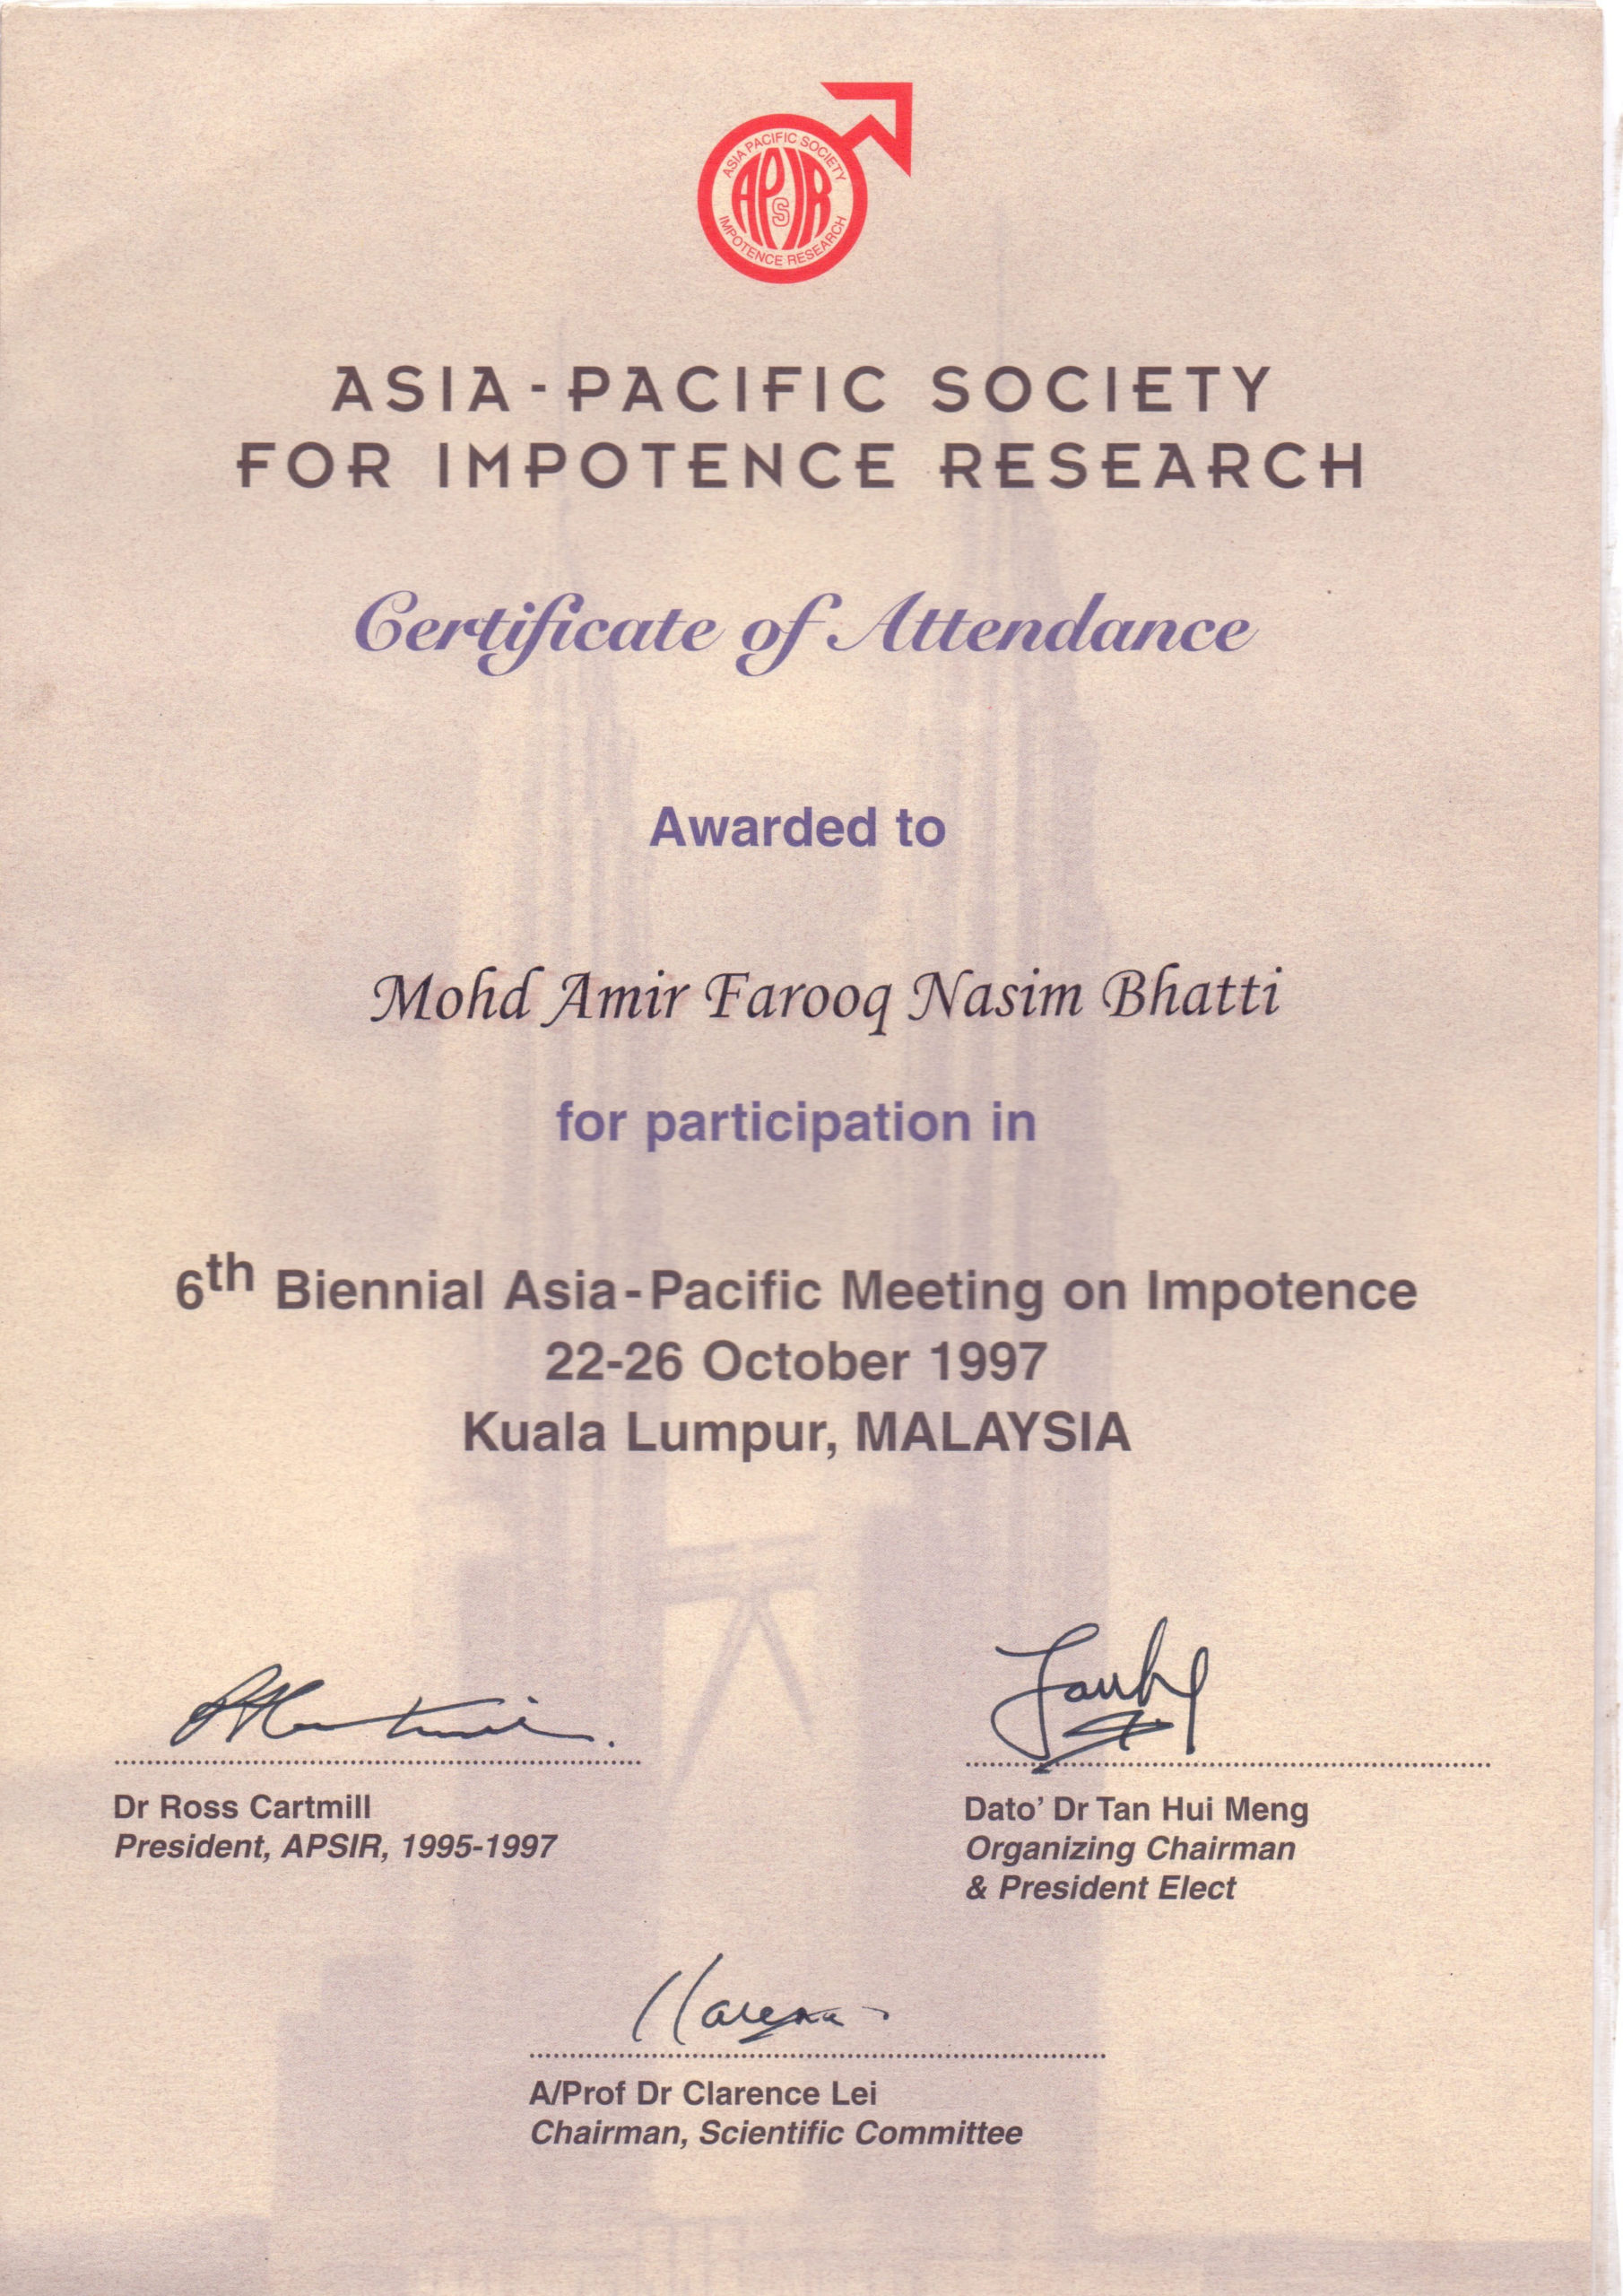 ASIA PACIFIC SOCIETY
APSIR
IMPOTENCE RESEARCH
ASIA-PACIFIC SOCIETY
FOR IMPOTENCE RESEARCH
Certificate of Attendance
Awarded to
Mohd Amir Farooq Nasim Bhatti
for participation in
6th Biennial Asia-Pacific Meeting on Impotence
22-26 October 1997
Kuala Lumpur, MALAYSIA
Dr Ross Cartmill
President, APSIR, 1995-1997
Dato' Dr Tan Hui Meng
Organizing Chairman
& President Elect
A/Prof Dr Clarence Lei
Chairman, Scientific Committee